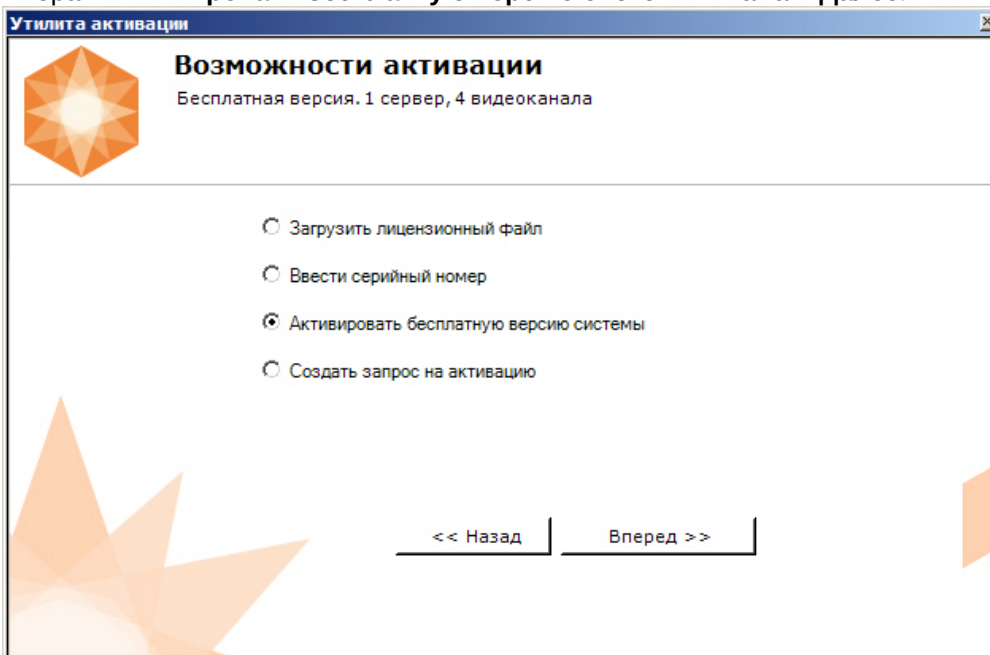 Утилита активации
Возможности активации
Бесплатная версия. 1 сервер, 4 видеоканала
Загрузить лицензионный файл
Ввести серийный номер
Активировать бесплатную версию системы
Создать запрос на активацию
<< Назад
Вперед >>